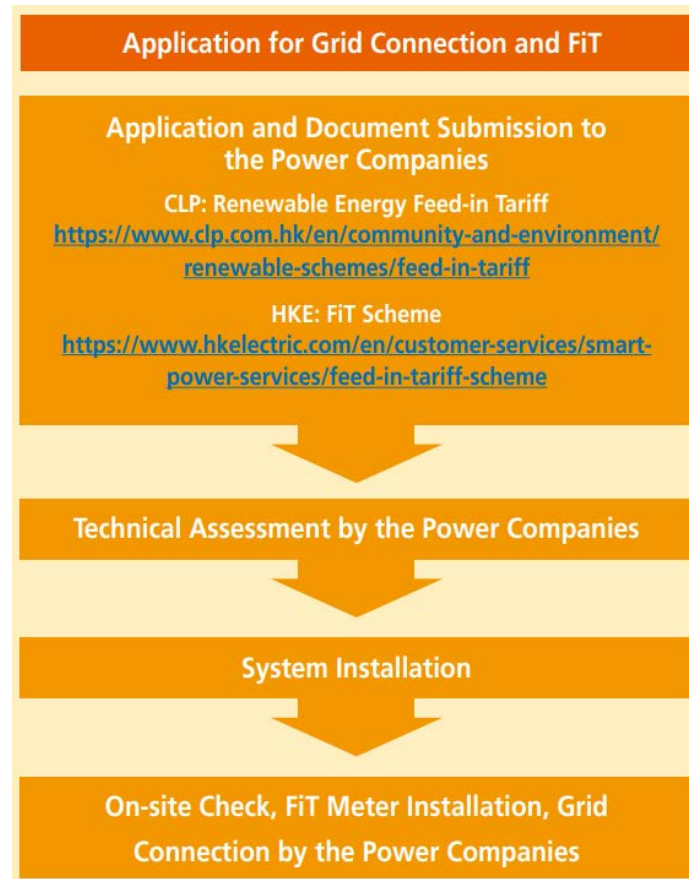 Application for Grid Connection and FiT
Application and Document Submission to
the Power Companies
CLP: Renewable Energy Feed-in Tariff
https://www.clp.com.hk/en/community-and-environment/
renewable-schemes/feed-in-tariff
HKE: FiT Scheme
https://www.hkelectric.com/en/customer-services/smart-
power-services/feed-in-tariff-scheme
Technical Assessment by the Power Companies
System Installation
On-site Check, FiT Meter Installation, Grid
Connection by the Power Companies